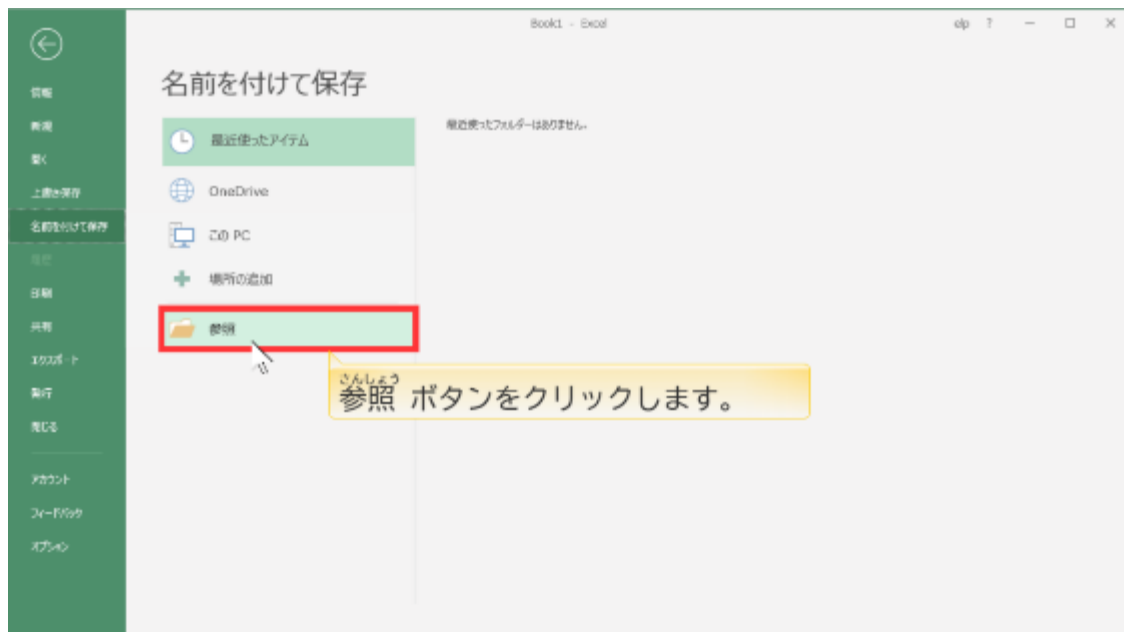 Book1 - Excel
elp ?
情報
新規
開く
上書き保存
名前を付けて保存
履歴
印刷
共有
エクスポート
発行
閉じる
アカウント
フィードバック
オプション
名前を付けて保存
最近使ったアイテム
OneDrive
この PC
場所の追加
参照
最近使ったフォルダーはありません。
さんしょう
参照 ボタンをクリックします。